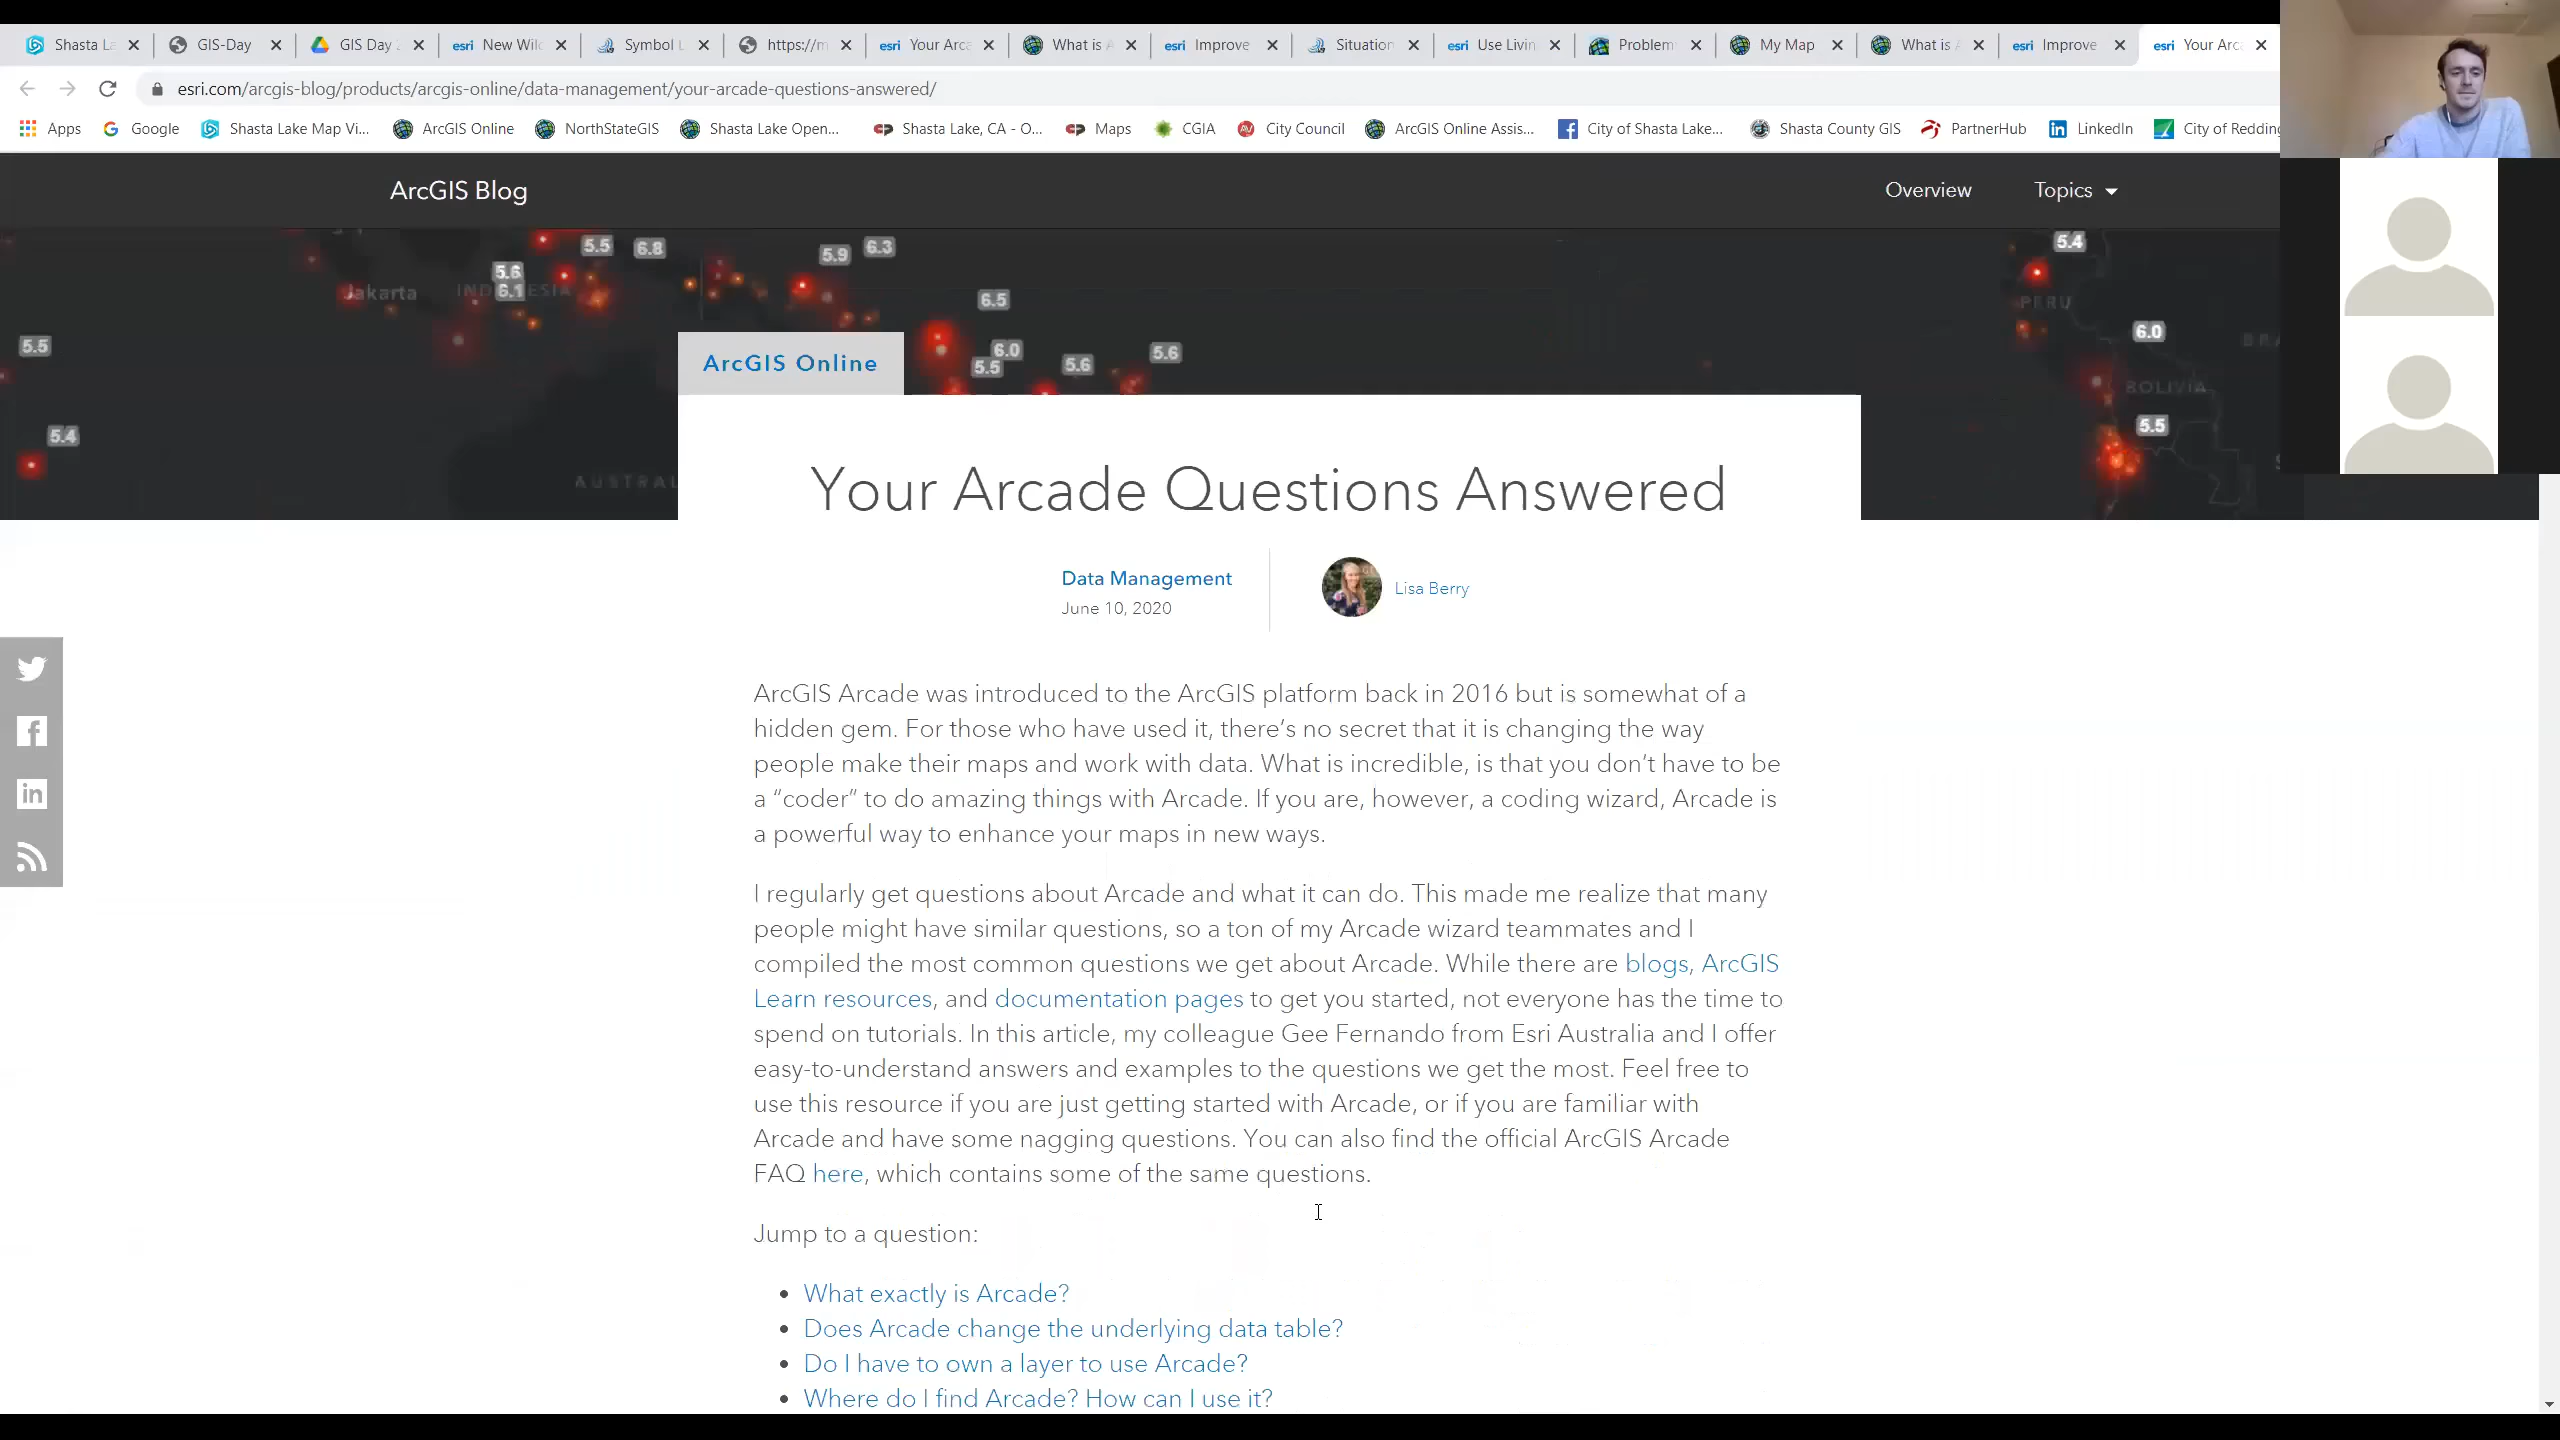 Shasta La
GIS-Day
GIS Day 2
esri New Wil
Symbol L
https://m
esri Your Arca
What is A
esri Improve
Situation
esri Use Livin
Problem
My Map
What is A
esri Improve
esri Your Arc
esri.com/arcgis-blog/products/arcgis-online/data-management/your-arcade-questions-answered/
Apps
Google
Shasta Lake Map Vi...
ArcGIS Online
NorthStateGIS
Shasta Lake Open...
Shasta Lake, CA - O...
Maps
CGIA
City Council
ArcGIS Online Assis...
City of Shasta Lake...
Shasta County GIS
PartnerHub
LinkedIn
City of Redding
ArcGIS Blog
Overview
Topics
5.5 6.8 5.9 6.3 5.4
5.6
Jakarta INDONESIA 6.1 6.5 PERU
5.5 6.0 5.6 5.6 6.0
5.5
BOLIVIA
5.4 5.5
AUSTRAL
ArcGIS Online
Your Arcade Questions Answered
Data Management
June 10, 2020
Lisa Berry
ArcGIS Arcade was introduced to the ArcGIS platform back in 2016 but is somewhat of a
hidden gem. For those who have used it, there’s no secret that it is changing the way
people make their maps and work with data. What is incredible, is that you don’t have to be
a “coder” to do amazing things with Arcade. If you are, however, a coding wizard, Arcade is
a powerful way to enhance your maps in new ways.
I regularly get questions about Arcade and what it can do. This made me realize that many
people might have similar questions, so a ton of my Arcade wizard teammates and I
compiled the most common questions we get about Arcade. While there are blogs, ArcGIS
Learn resources, and documentation pages to get you started, not everyone has the time to
spend on tutorials. In this article, my colleague Gee Fernando from Esri Australia and I offer
easy-to-understand answers and examples to the questions we get the most. Feel free to
use this resource if you are just getting started with Arcade, or if you are familiar with
Arcade and have some nagging questions. You can also find the official ArcGIS Arcade
FAQ here, which contains some of the same questions.
Jump to a question:
• What exactly is Arcade?
• Does Arcade change the underlying data table?
• Do I have to own a layer to use Arcade?
• Where do I find Arcade? How can I use it?